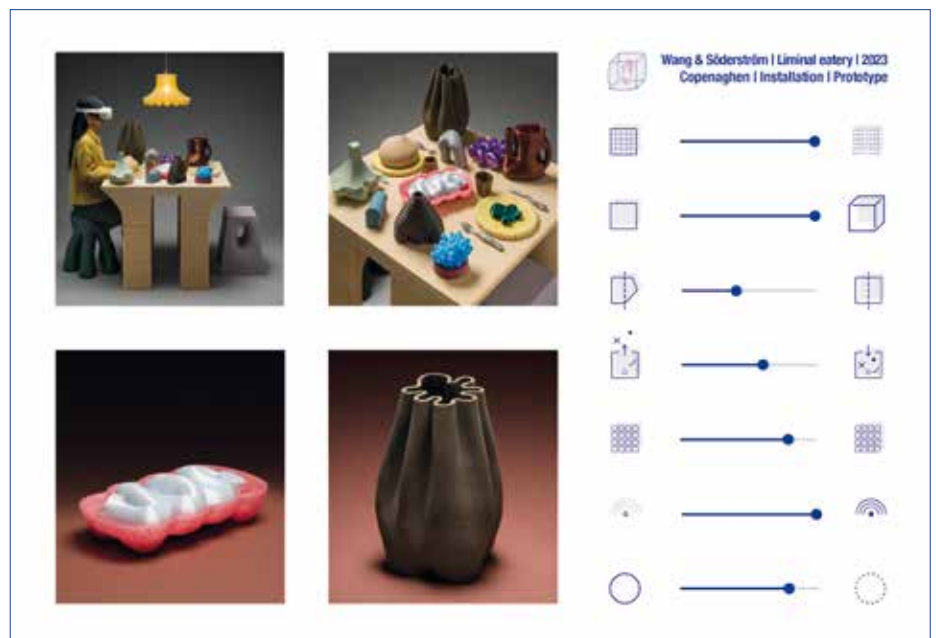 Wang & Söderström | Liminal eatery | 2023
Copenaghen | Installation | Prototype